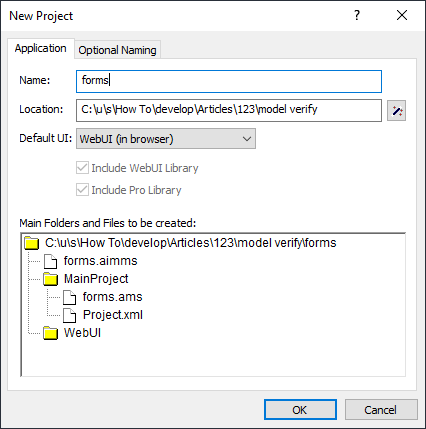 New Project
Application
Optional Naming
Name:
forms
Location:
C:\u\s\How To\develop\Articles\123\model verify
Default UI:
WebUI (in browser)
Include WebUI Library
Include Pro Library
Main Folders and Files to be created:
C:\u\s\How To\develop\Articles\123\model verify\forms
forms.aimms
MainProject
forms.ams
Project.xml
WebUI
OK
Cancel